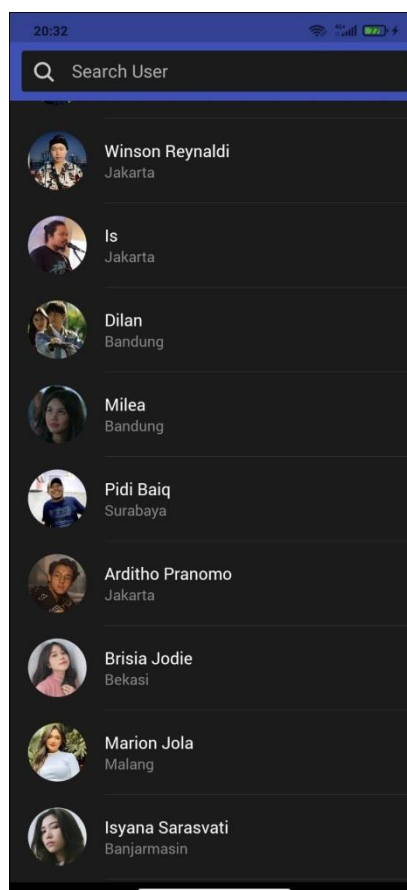 20:32
Search User
Winson Reynaldi
Jakarta
Is
Jakarta
Dilan
Bandung
Milea
Bandung
Pidi Baiq
Surabaya
Arditho Pranomo
Jakarta
Brisia Jodie
Bekasi
Marion Jola
Malang
Isyana Sarasvati
Banjarmasin